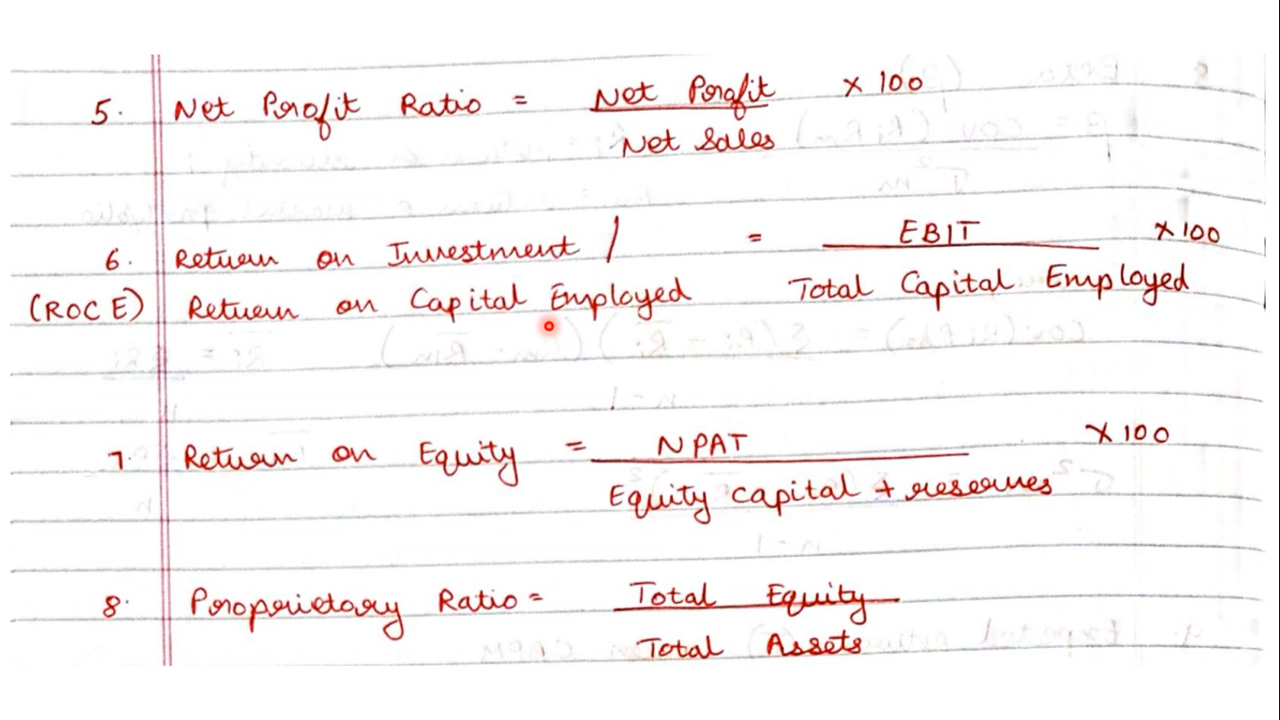 5. Net Profit Ratio = Net Profit × 100
Net Sales
6. Return on Investment / = EBIT × 100
(ROCE) Return on Capital Employed Total Capital Employed
7. Return on Equity = NPAT × 100
Equity capital + reserves
8. Proprietary Ratio = Total Equity
Total Assets